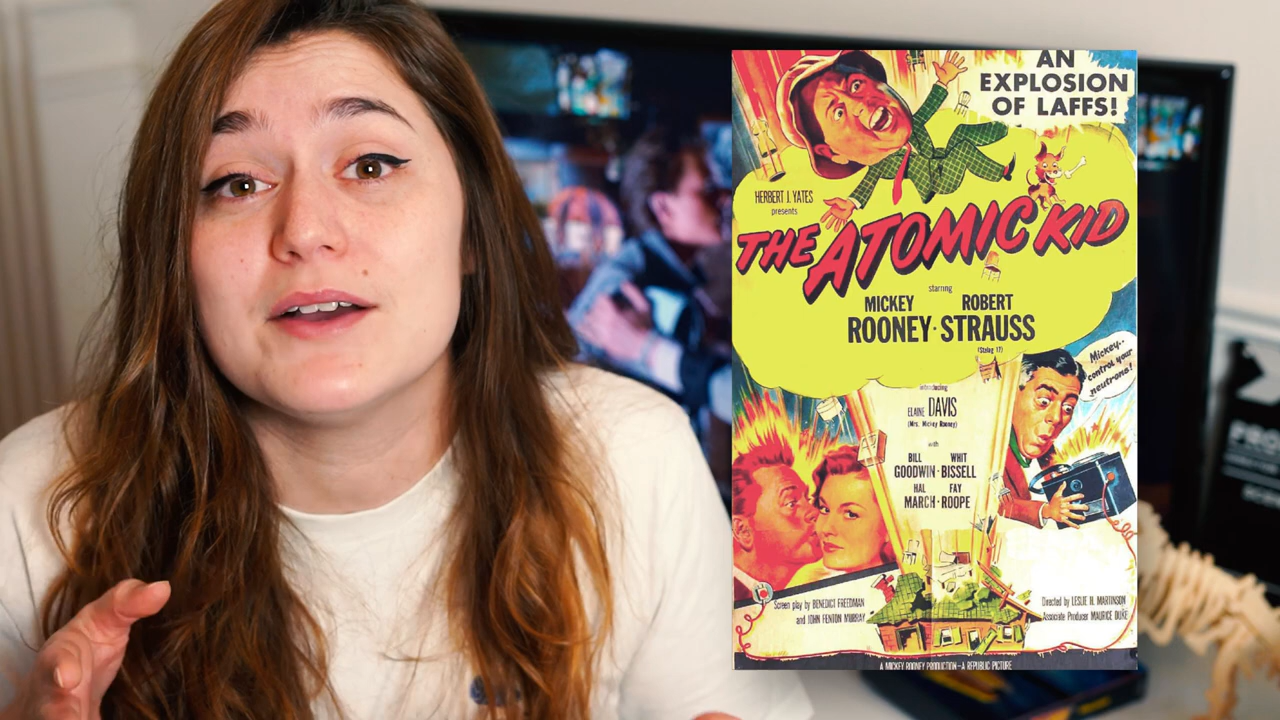 AN
EXPLOSION
OF LAFFS!
HERBERT J. YATES
presents
THE ATOMIC KID
starring
MICKEY ROBERT
ROONEY · STRAUSS
(Stalag 17)
Mickey..
control your
neutrons!
introducing
ELAINE DAVIS
(Mrs. Mickey Rooney)
with
BILL WHIT
GOODWIN · BISSELL
HAL FAY
MARCH · ROOPE
Screen play by BENEDICT FREEDMAN
and JOHN FENTON MURRAY
Directed by LESLIE H. MARTINSON
Associate Producer MAURICE DUKE
A MICKEY ROONEY PRODUCTION—A REPUBLIC PICTURE